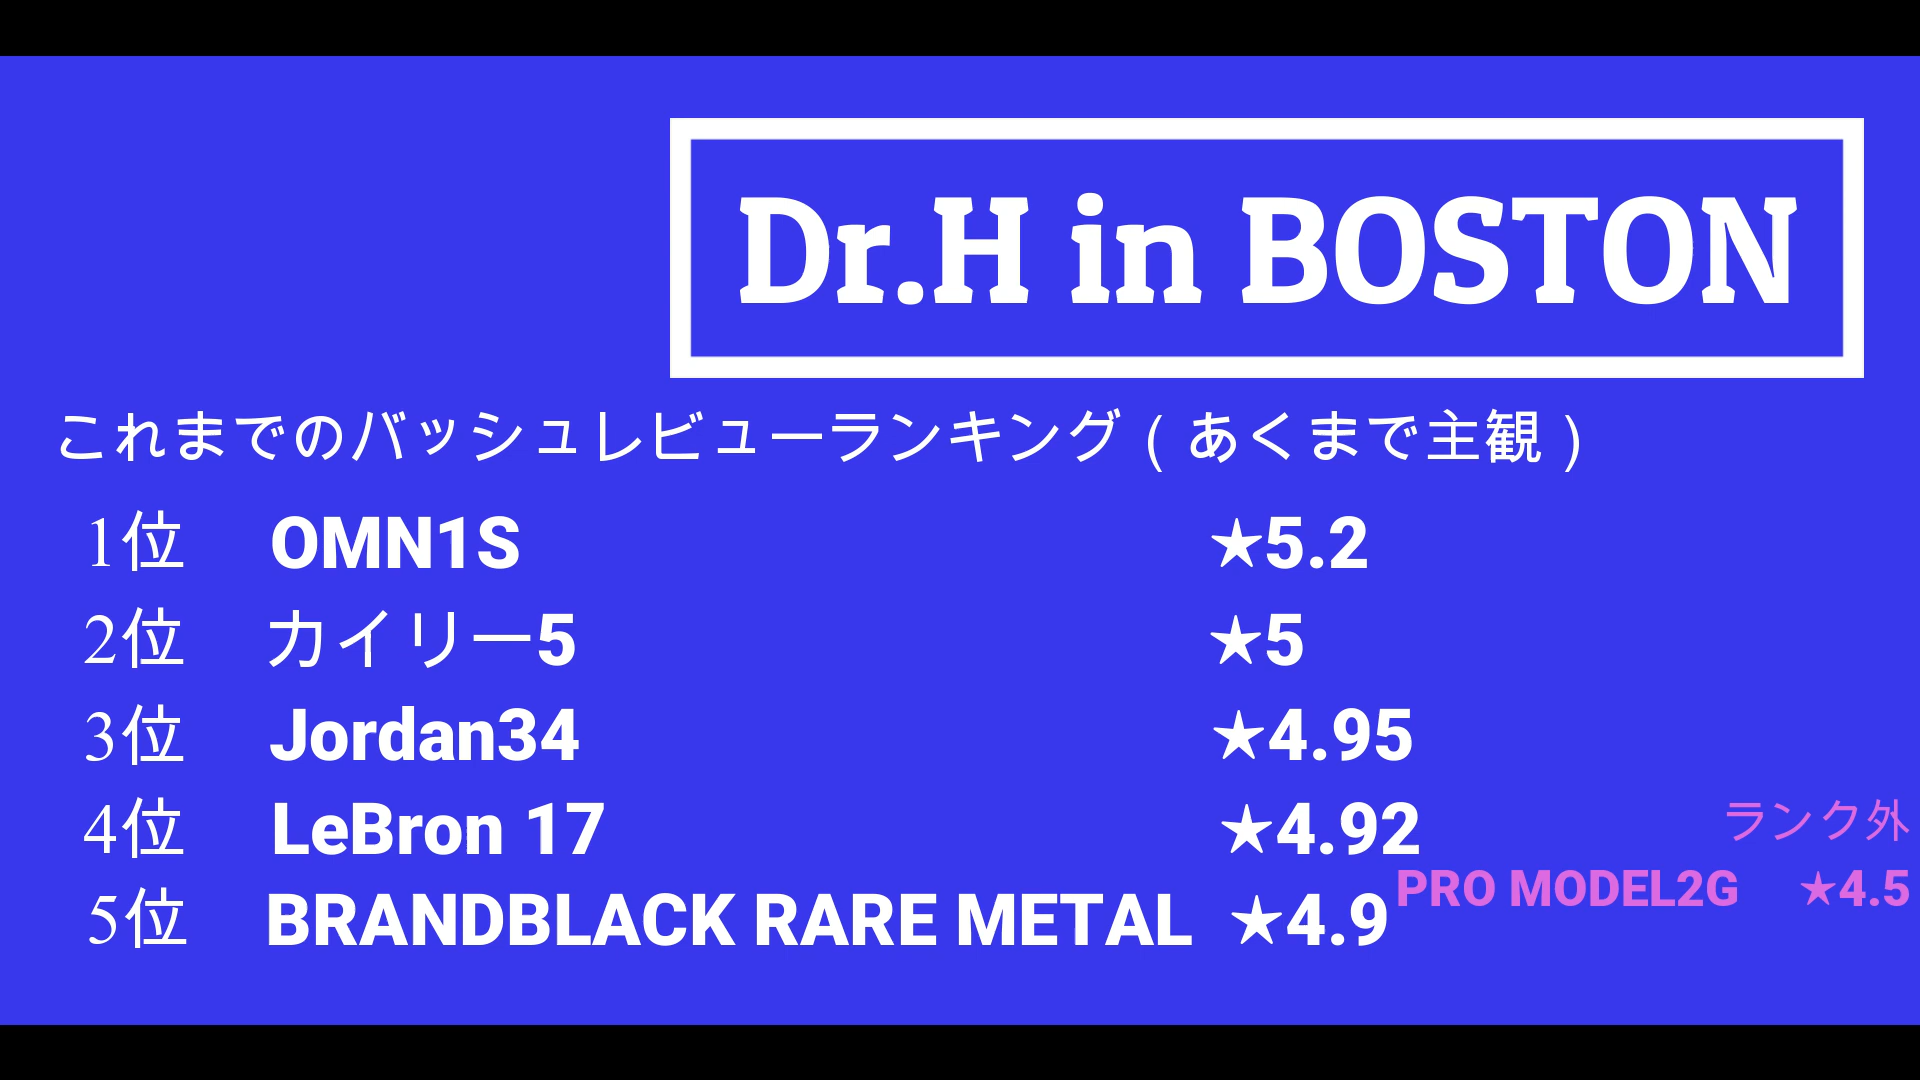 Dr.H in BOSTON
これまでのバッシュレビューランキング(あくまで主観)
1位 OMN1S ★5.2
2位 カイリー5 ★5
3位 Jordan34 ★4.95
4位 LeBron 17 ★4.92
ランク外
PRO MODEL2G ★4.5
5位 BRANDBLACK RARE METAL ★4.9